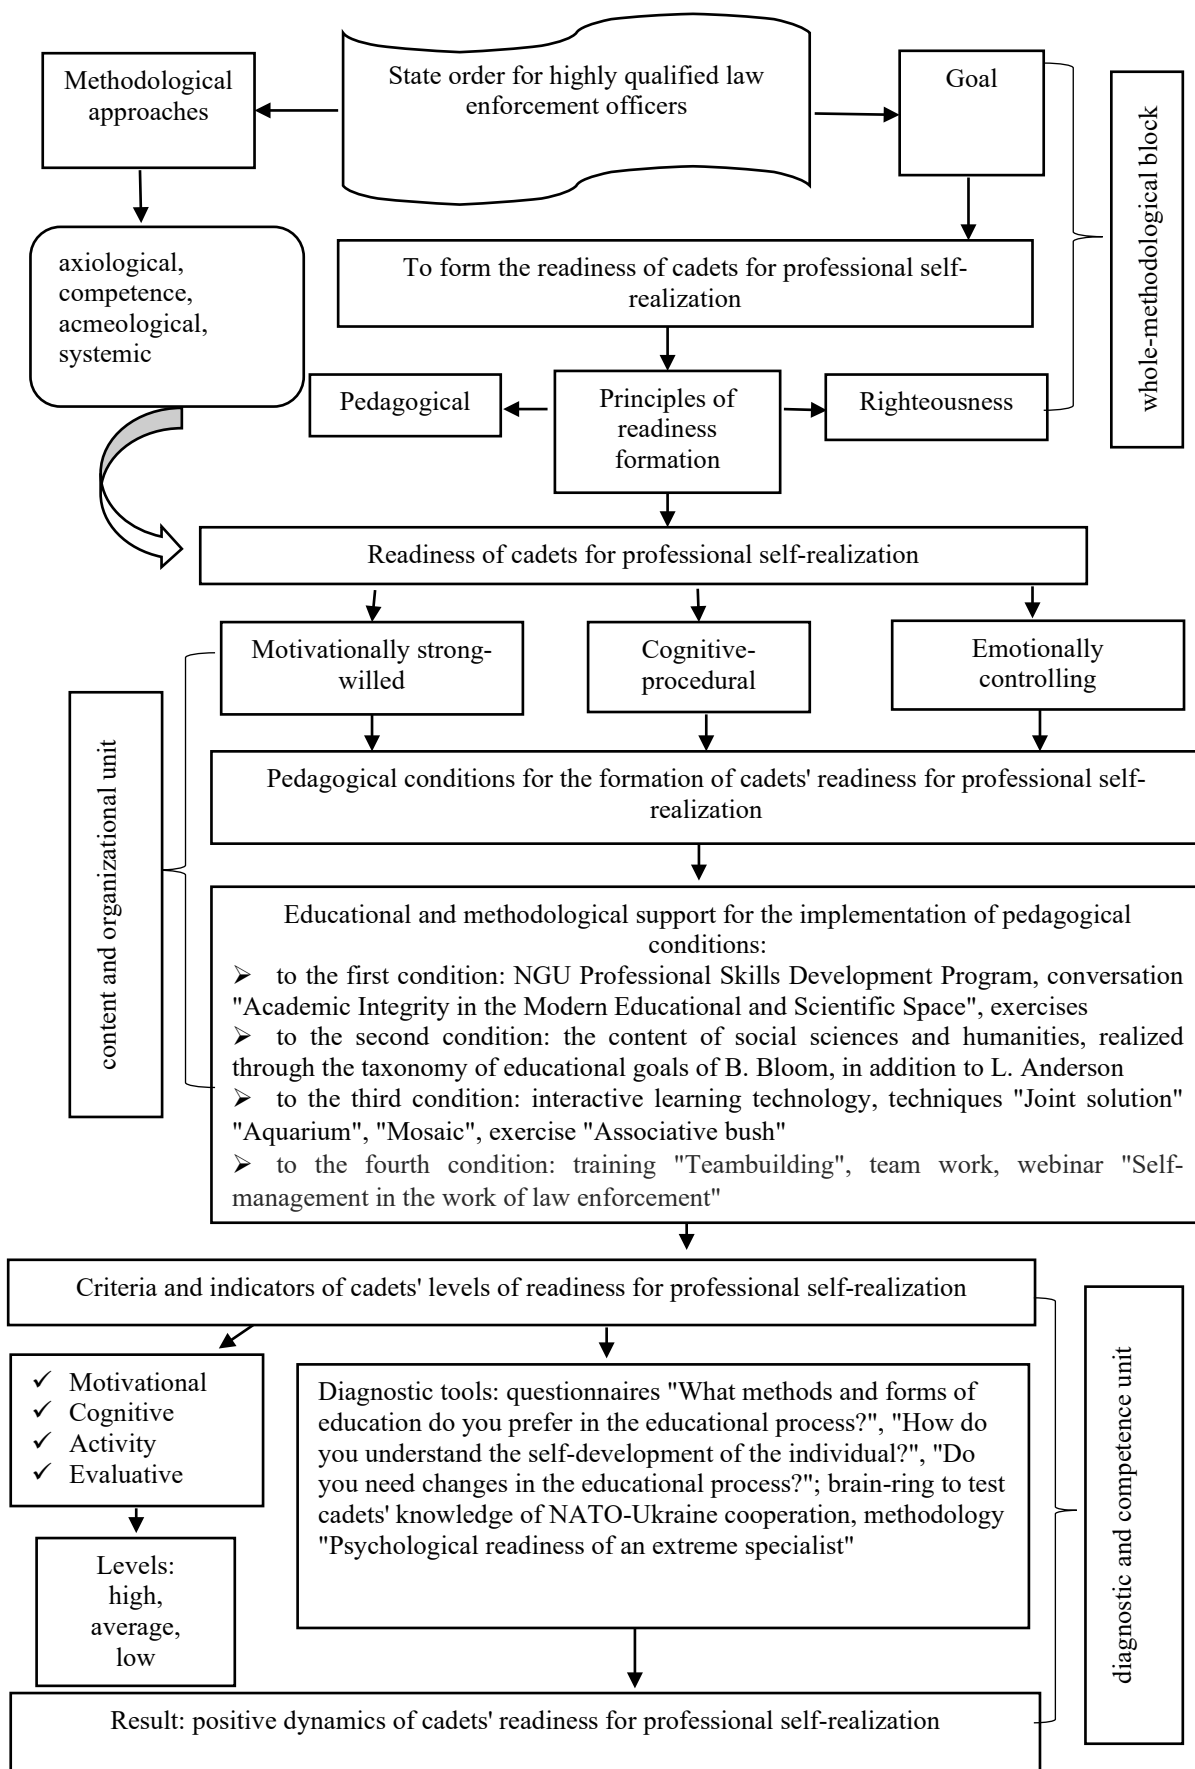 Methodological
approaches
State order for highly qualified law
enforcement officers
Goal
whole-methodological block
axiological,
competence,
acmeological,
systemic
To form the readiness of cadets for professional self-
realization
Pedagogical
Principles of
readiness
formation
Righteousness
Readiness of cadets for professional self-realization
Motivationally strong-
willed
Cognitive-
procedural
Emotionally
controlling
content and organizational unit
Pedagogical conditions for the formation of cadets' readiness for professional self-
realization
Educational and methodological support for the implementation of pedagogical
conditions:
➢ to the first condition: NGU Professional Skills Development Program, conversation
"Academic Integrity in the Modern Educational and Scientific Space", exercises
➢ to the second condition: the content of social sciences and humanities, realized
through the taxonomy of educational goals of B. Bloom, in addition to L. Anderson
➢ to the third condition: interactive learning technology, techniques "Joint solution"
"Aquarium", "Mosaic", exercise "Associative bush"
➢ to the fourth condition: training "Teambuilding", team work, webinar "Self-
management in the work of law enforcement"
Criteria and indicators of cadets' levels of readiness for professional self-realization
✓ Motivational
✓ Cognitive
✓ Activity
✓ Evaluative
Diagnostic tools: questionnaires "What methods and forms of
education do you prefer in the educational process?", "How do
you understand the self-development of the individual?", "Do
you need changes in the educational process?"; brain-ring to test
cadets' knowledge of NATO-Ukraine cooperation, methodology
"Psychological readiness of an extreme specialist"
diagnostic and competence unit
Levels:
high,
average,
low
Result: positive dynamics of cadets' readiness for professional self-realization